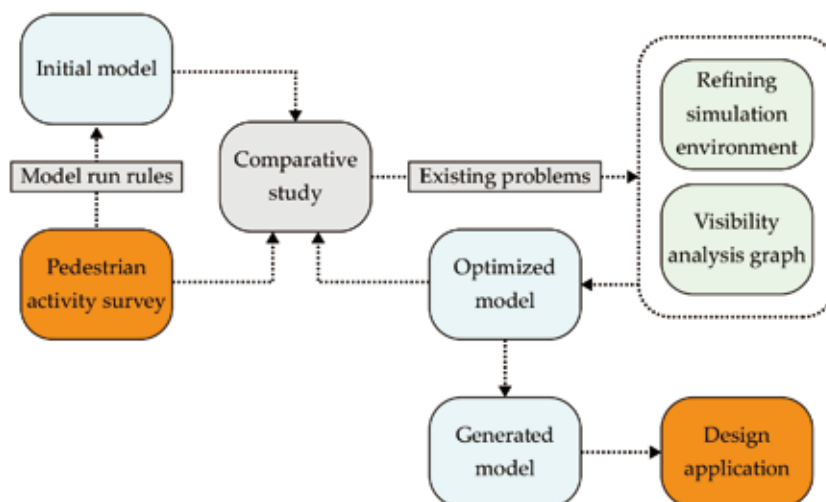 Initial model
Model run rules
Pedestrian
activity survey
Comparative
study
Existing problems
Refining
simulation
environment
Visibility
analysis graph
Optimized
model
Generated
model
Design
application